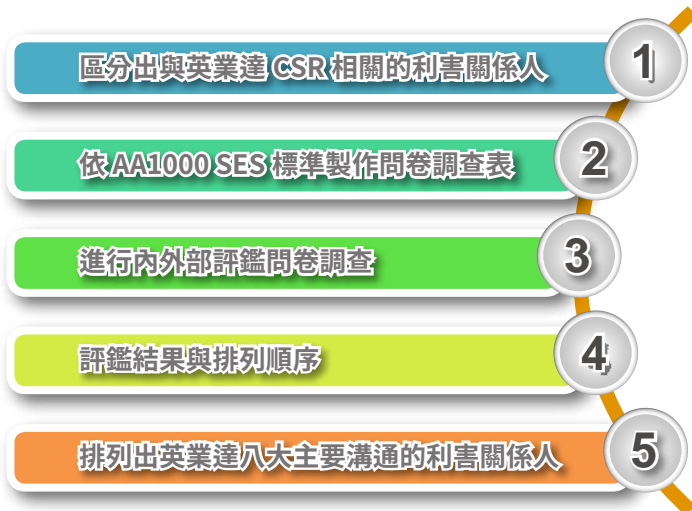 區分出與英業達 CSR 相關的利害關係人
1
依 AA1000 SES 標準製作問卷調查表
2
進行內外部評鑑問卷調查
3
評鑑結果與排列順序
4
排列出英業達八大主要溝通的利害關係人
5